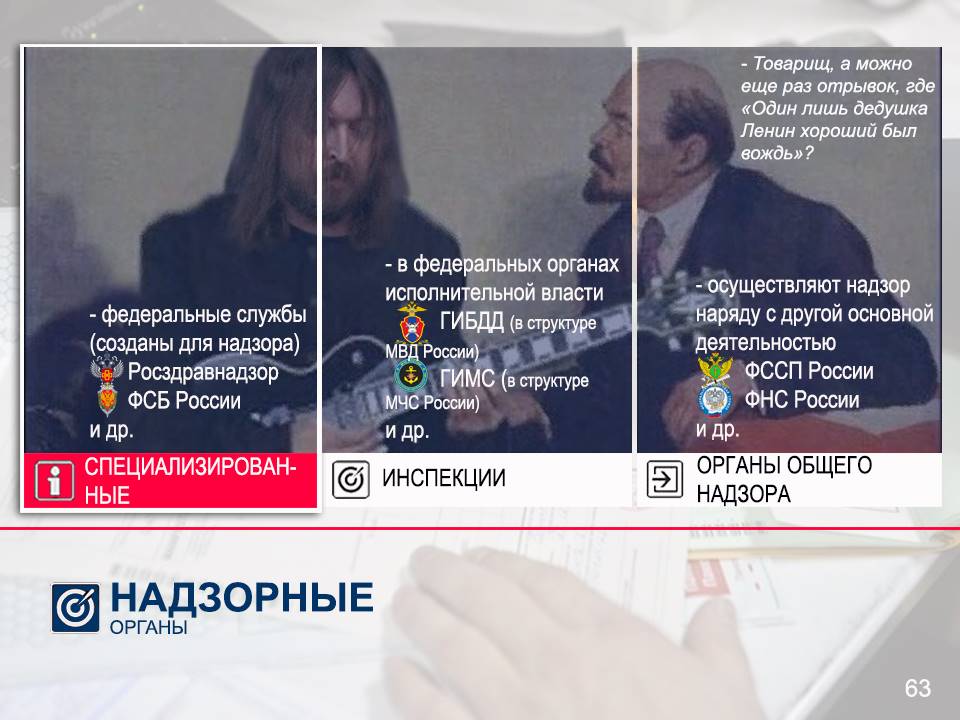 - Товарищ, а можно
еще раз отрывок, где
«Один лишь дедушка
Ленин хороший был
вождь»?
- федеральные службы
(созданы для надзора)
Росздравнадзор
ФСБ России
и др.
СПЕЦИАЛИЗИРОВАН-
НЫЕ
- в федеральных органах
исполнительной власти
ГИБДД (в структуре
МВД России)
ГИМС (в структуре
МЧС России)
и др.
ИНСПЕКЦИИ
- осуществляют надзор
наряду с другой основной
деятельностью
ФССП России
ФНС России
и др.
ОРГАНЫ ОБЩЕГО
НАДЗОРА
НАДЗОРНЫЕ
ОРГАНЫ
63